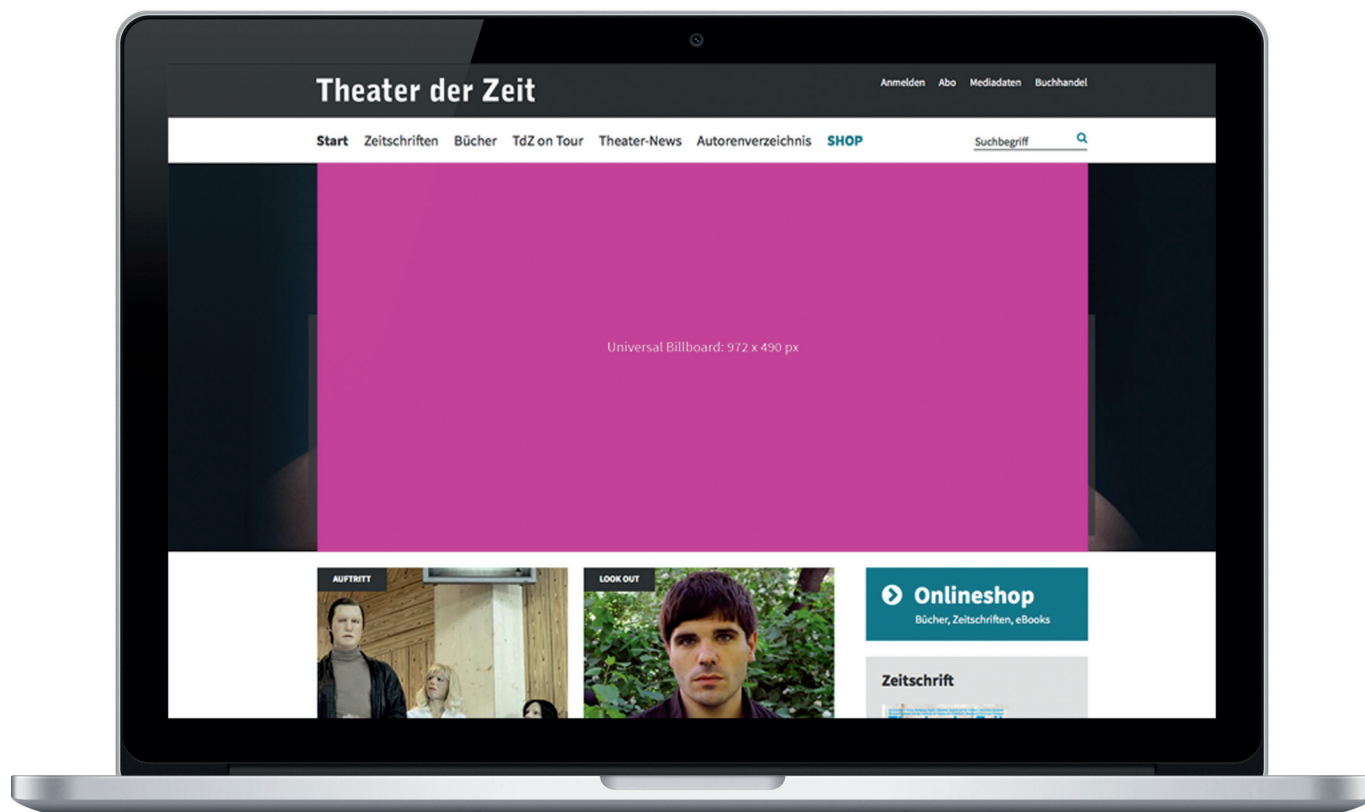 Theater der Zeit
Anmelden Abo Mediadaten Buchhandel
Start Zeitschriften Bücher TdZ on Tour Theater-News Autorenverzeichnis SHOP Suchbegriff
Universal Billboard: 972 x 490 px
AUFTRITT
LOOK OUT
Onlineshop
Bücher, Zeitschriften, eBooks
Zeitschrift